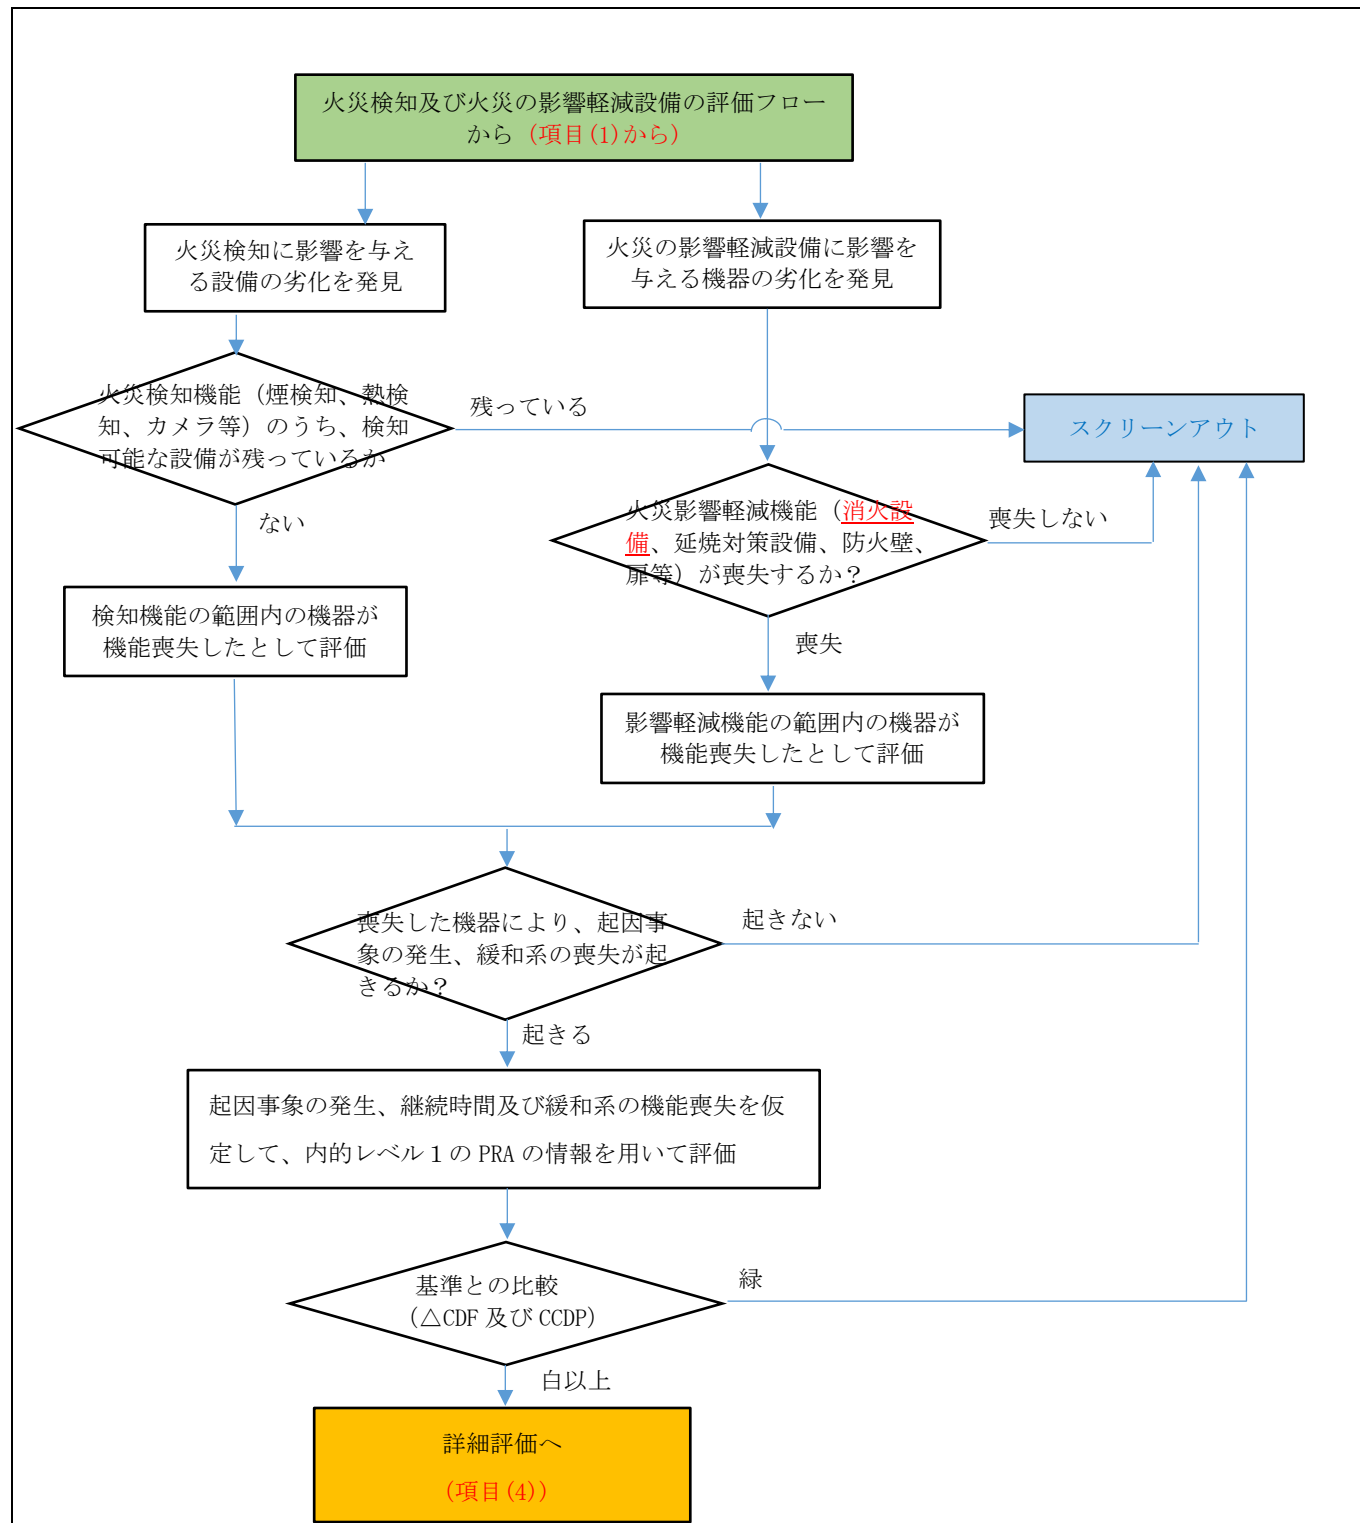 火災検知及び火災の影響軽減設備の評価フロー
から（項目(1)から）
火災検知に影響を与え
る設備の劣化を発見
火災の影響軽減設備に影響を
与える機器の劣化を発見
火災検知機能（煙検知、熱検
知、カメラ等）のうち、検知
可能な設備が残っているか
残っている
スクリーンアウト
ない
火災影響軽減機能（消火設
備、延焼対策設備、防火壁、
扉等）が喪失するか？
喪失しない
検知機能の範囲内の機器が
機能喪失したとして評価
喪失
影響軽減機能の範囲内の機器が
機能喪失したとして評価
喪失した機器により、起因事
象の発生、緩和系の喪失が起
きるか？
起きない
起きる
起因事象の発生、継続時間及び緩和系の機能喪失を仮
定して、内的レベル１の PRA の情報を用いて評価
基準との比較
（△CDF 及び CCDP）
緑
白以上
詳細評価へ
（項目(4)）